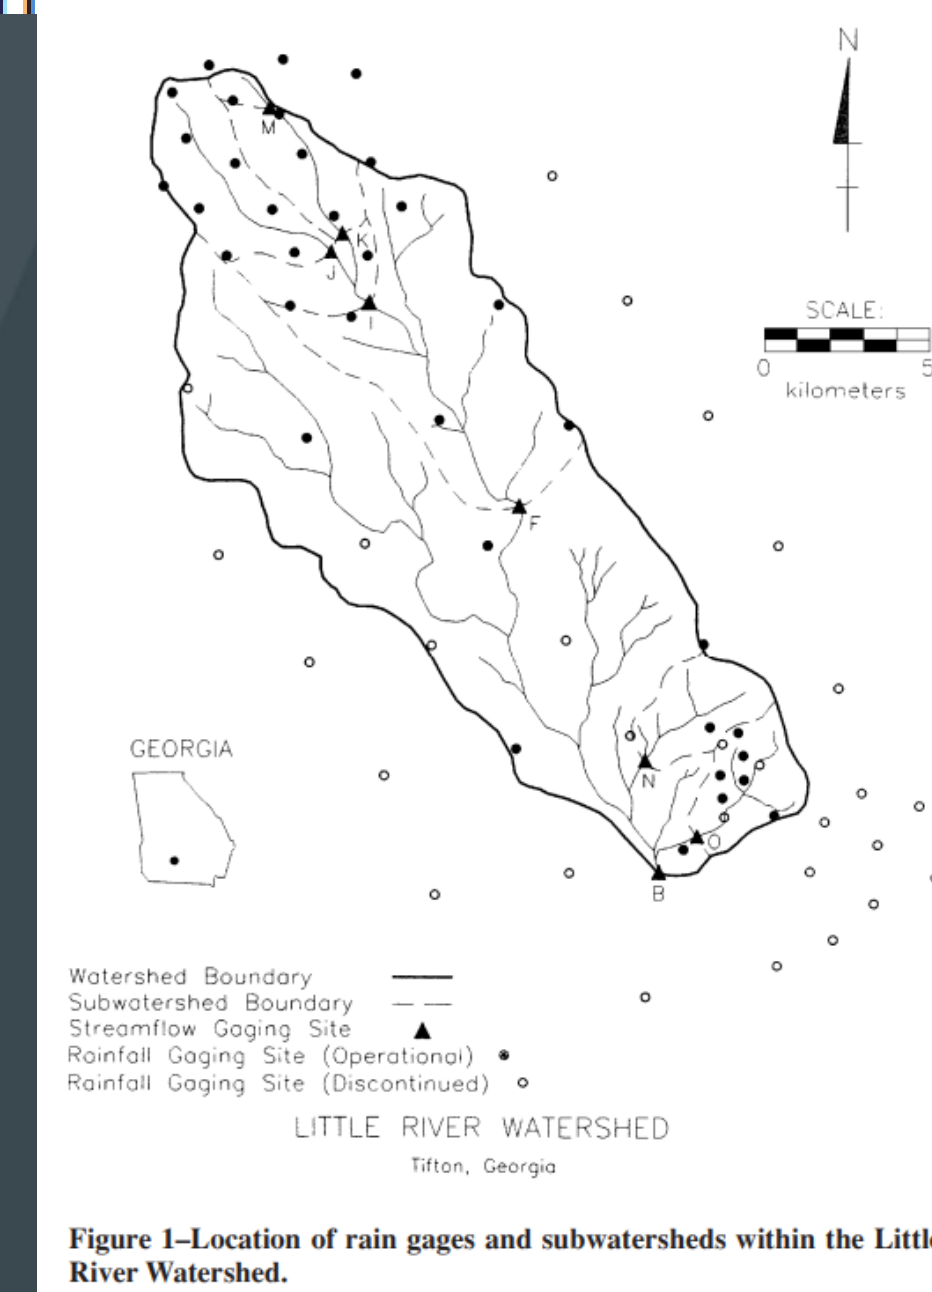 N
M
K
J
I
SCALE:
0 5
kilometers
F
GEORGIA
N
O
B
Watershed Boundary
Subwatershed Boundary
Streamflow Gaging Site
Rainfall Gaging Site (Operational)
Rainfall Gaging Site (Discontinued)
LITTLE RIVER WATERSHED
Tifton, Georgia
Figure 1–Location of rain gages and subwatersheds within the Little
River Watershed.